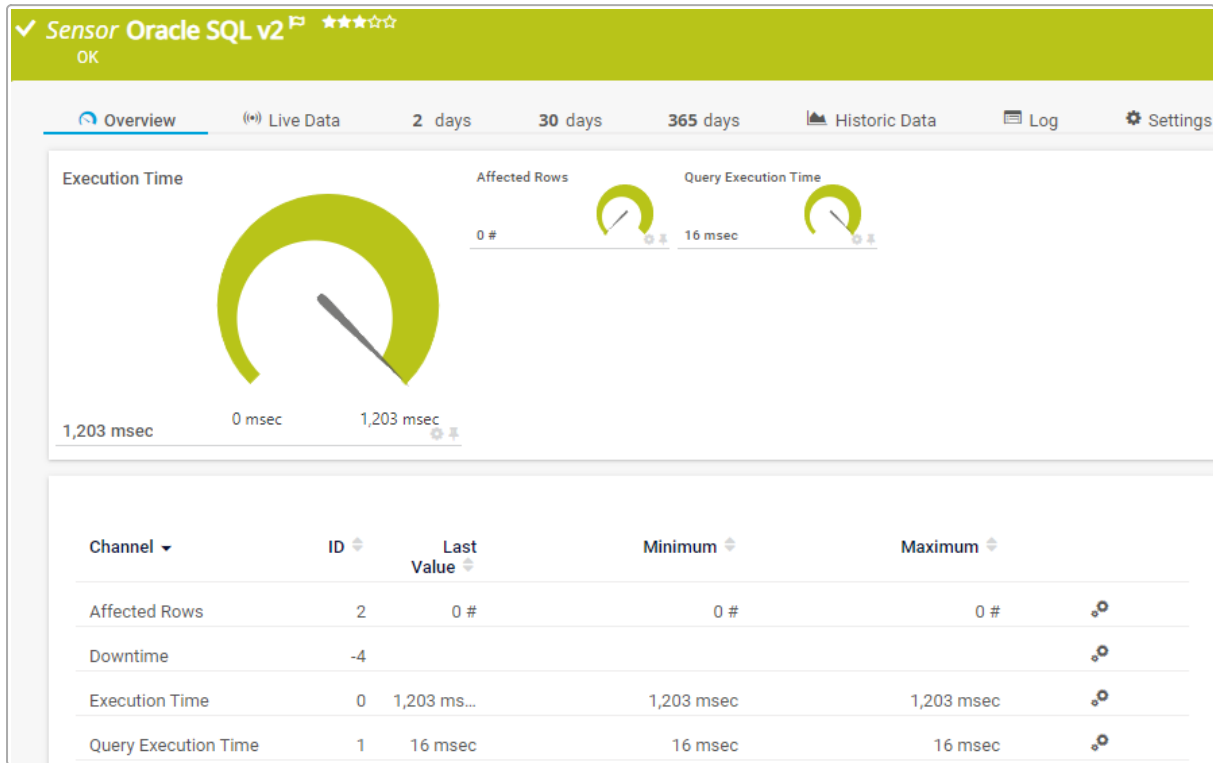 Sensor Oracle SQL v2
OK
Overview Live Data 2 days 30 days 365 days Historic Data Log Settings
Execution Time
Affected Rows
Query Execution Time
0 #
16 msec
0 msec
1,203 msec
1,203 msec
Channel ID Last Value Minimum Maximum
Affected Rows 2 0 # 0 # 0 #
Downtime -4
Execution Time 0 1,203 ms... 1,203 msec 1,203 msec
Query Execution Time 1 16 msec 16 msec 16 msec